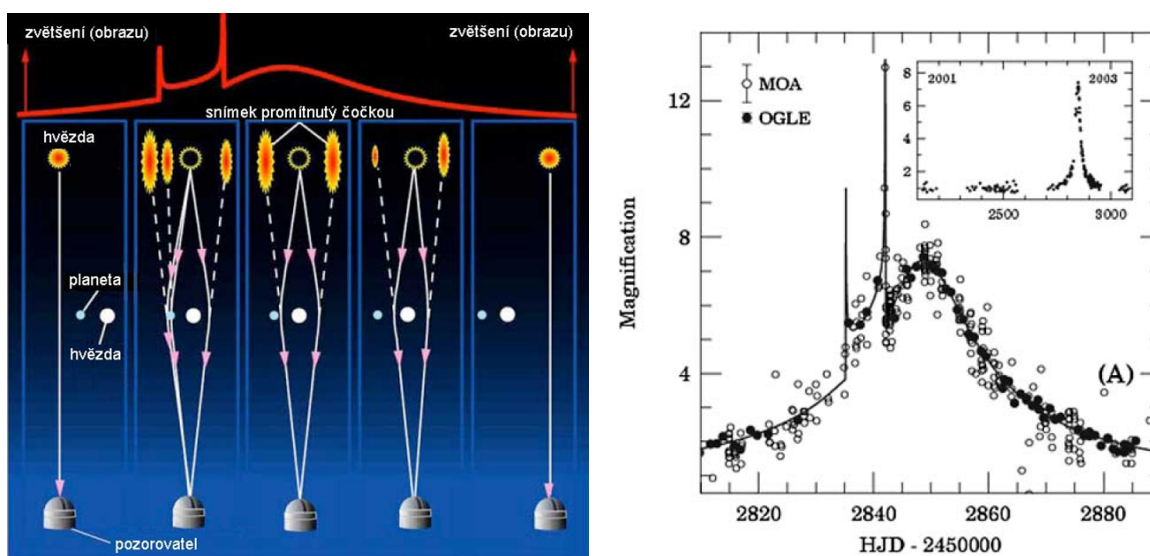 zvětšení (obrazu)
zvětšení (obrazu)
snímek promítnutý čočkou
hvězda
planeta
hvězda
pozorovatel
Magnification
12
8
4
MOA
OGLE
8
6
4
2
2001
2003
2500
3000
(A)
2820
2840
2860
2880
HJD - 2450000